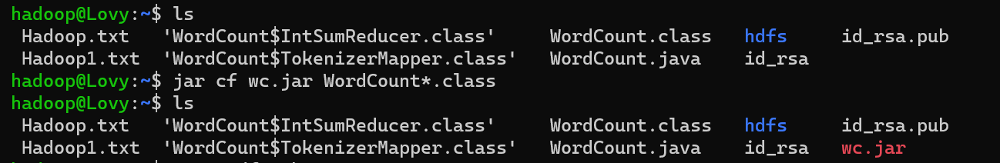 hadoop@Lovy:~$ ls
Hadoop.txt 'WordCount$IntSumReducer.class' WordCount.class hdfs id_rsa.pub
Hadoop1.txt 'WordCount$TokenizerMapper.class' WordCount.java id_rsa
hadoop@Lovy:~$ jar cf wc.jar WordCount*.class
hadoop@Lovy:~$ ls
Hadoop.txt 'WordCount$IntSumReducer.class' WordCount.class hdfs id_rsa.pub
Hadoop1.txt 'WordCount$TokenizerMapper.class' WordCount.java id_rsa wc.jar